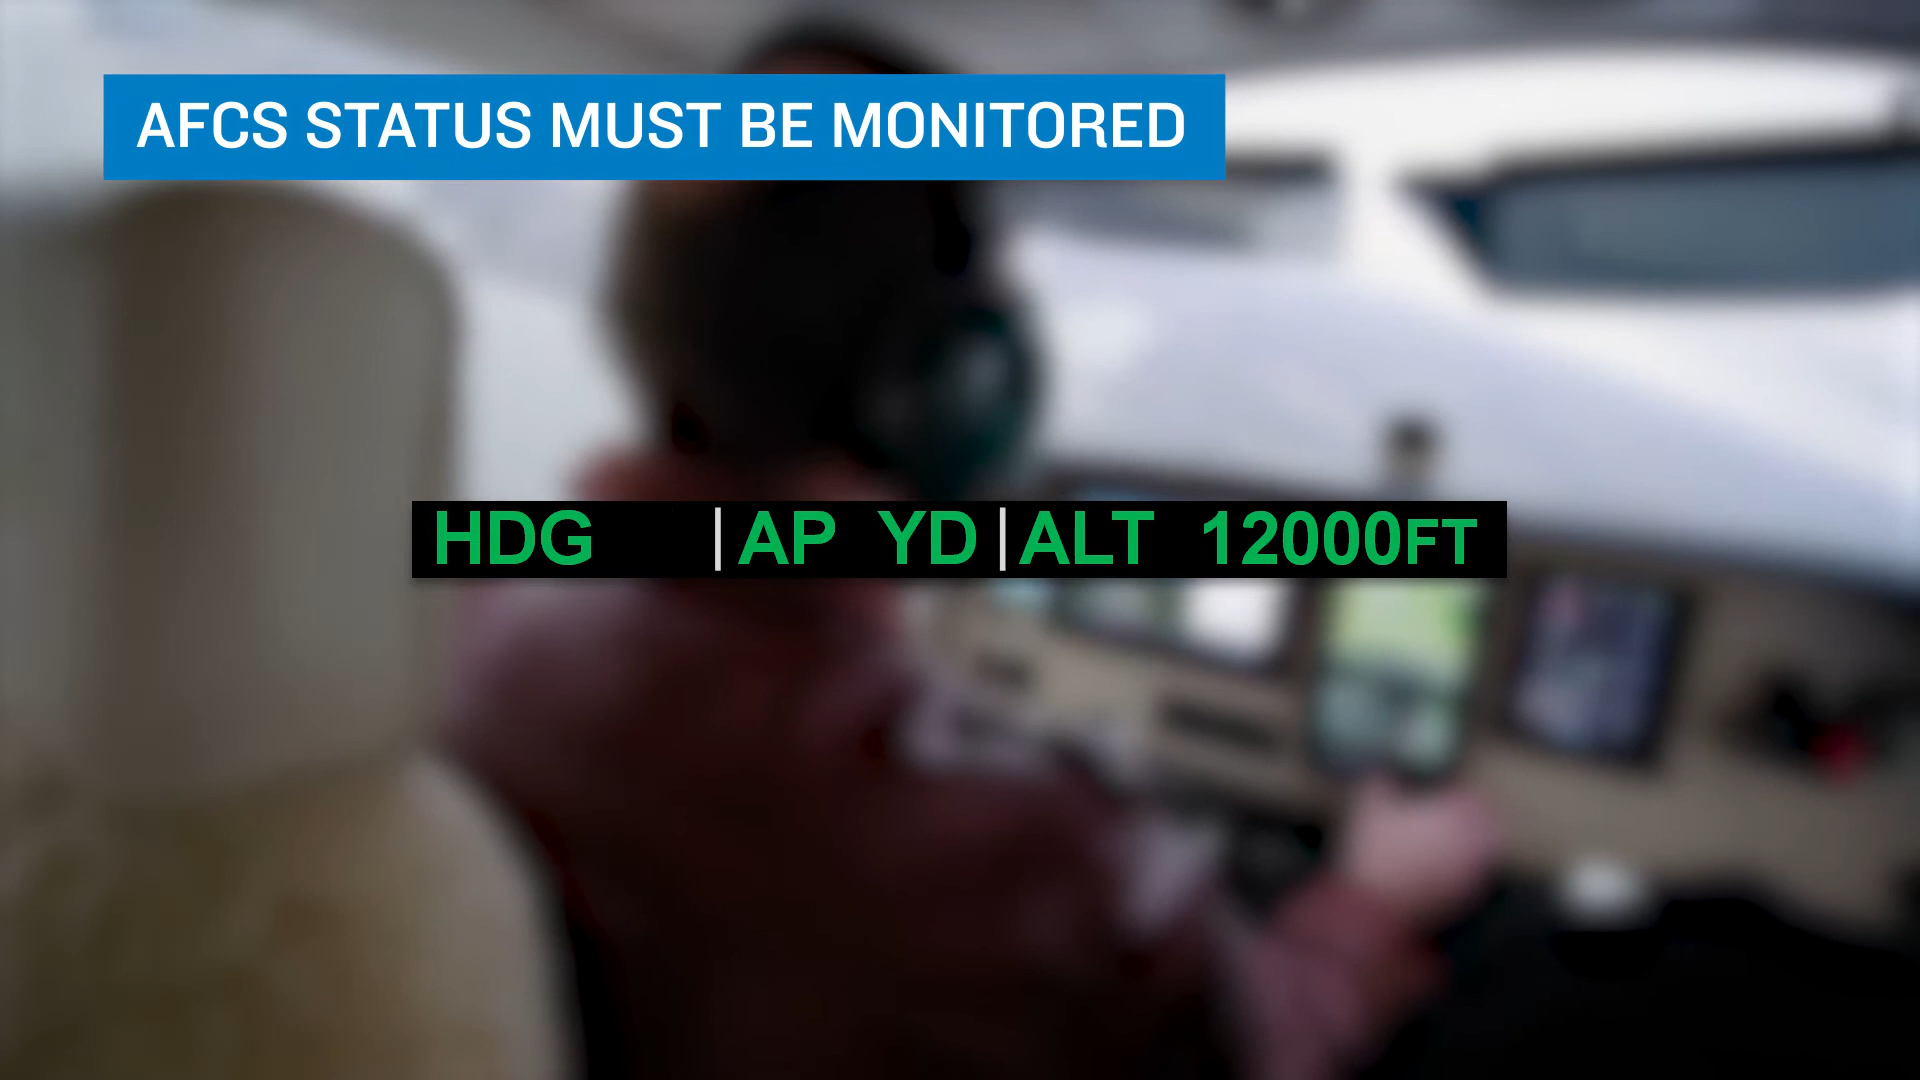 AFCS STATUS MUST BE MONITORED
HDG | AP YD | ALT 12000FT